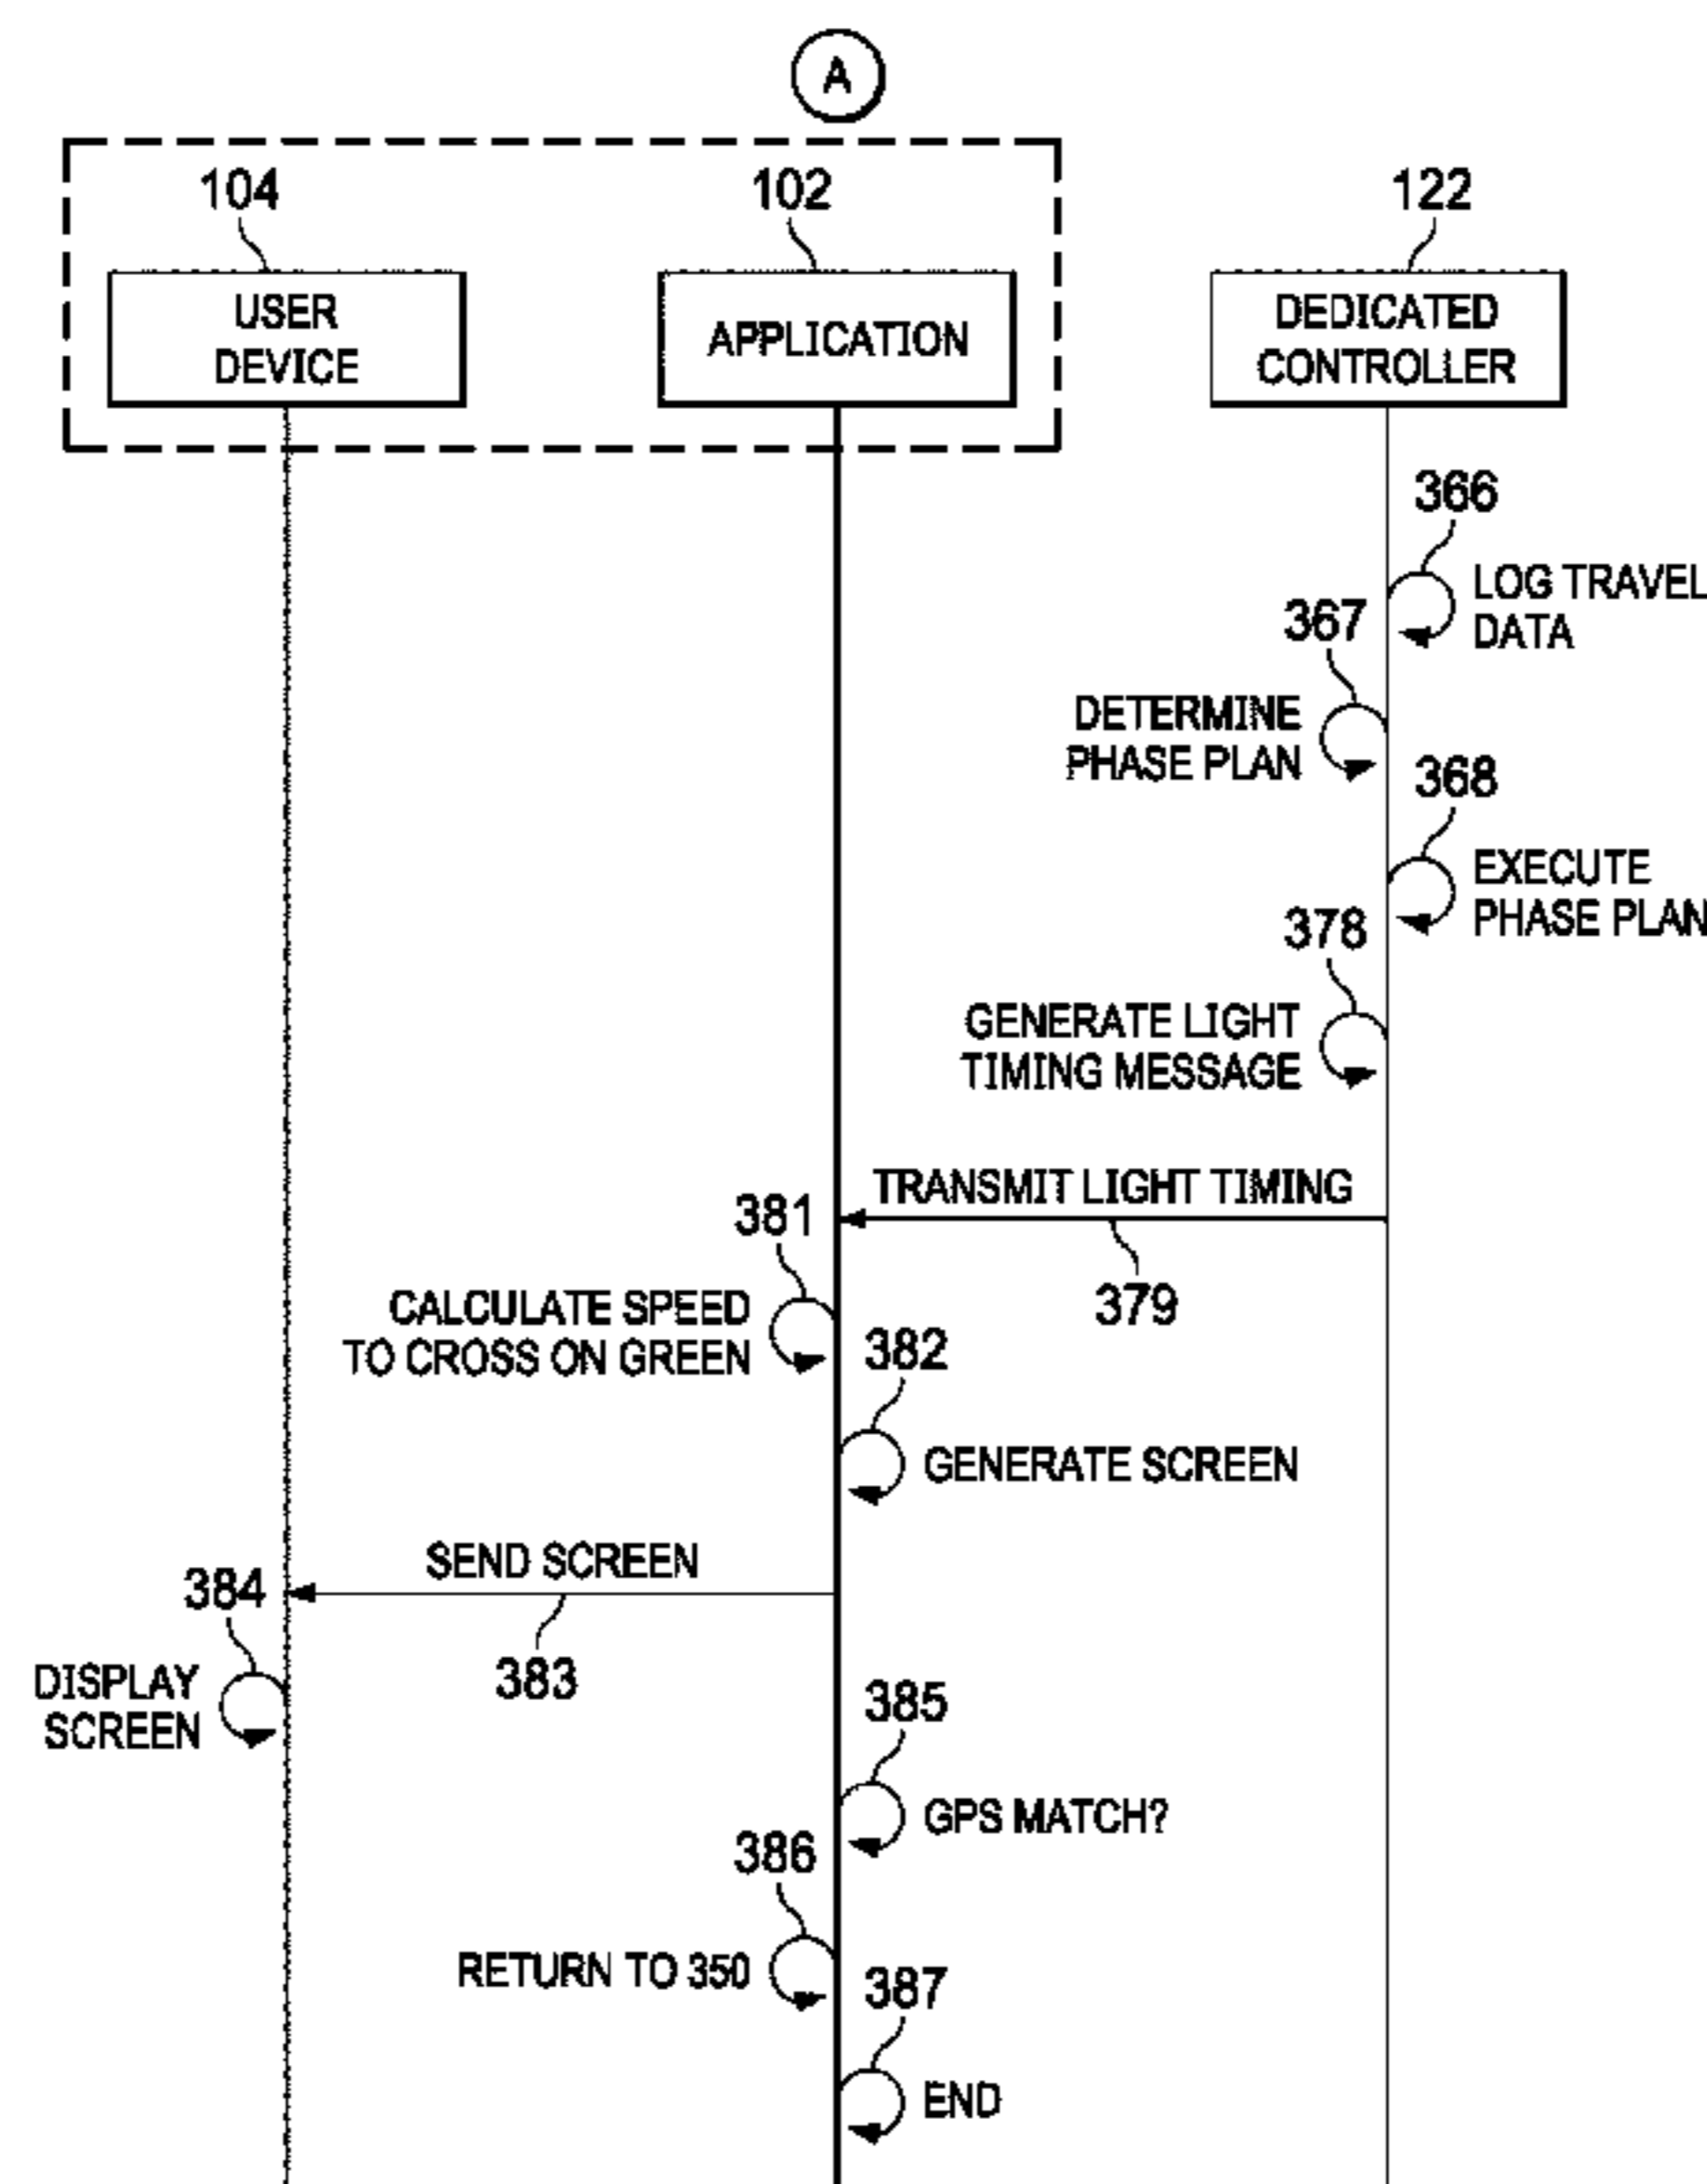 A
104
102
122
USER
DEVICE
APPLICATION
DEDICATED
CONTROLLER
366
LOG TRAVEL
DATA
367
DETERMINE
PHASE PLAN
368
EXECUTE
PHASE PLAN
378
GENERATE LIGHT
TIMING MESSAGE
TRANSMIT LIGHT TIMING
379
381
CALCULATE SPEED
TO CROSS ON GREEN
382
GENERATE SCREEN
SEND SCREEN
383
384
DISPLAY
SCREEN
385
GPS MATCH?
386
RETURN TO 350
387
END